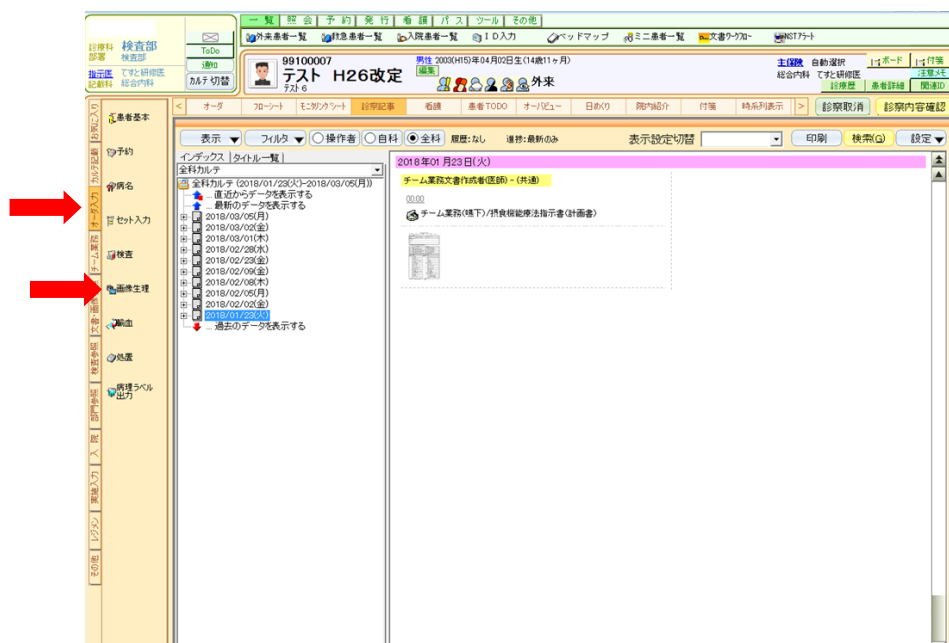 一 覧 照 会 予 約 発 行 看 護 パ ス ツール その他
外来患者一覧 救急患者一覧 入院患者一覧 ＩＤ入力 ベッドマップ ミニ患者一覧 文書ワークフロー NSTアラート
診療科 検査部
部署 検査部
指示医 てすと研修医
記載科 総合内科
ToDo
通知
カルテ切替
99100007
テスト H26改定
テスト6
男性 2003(H15)年04月02日生(14歳11ヶ月)
編集
外来
主保険 自動選択
総合内科 てすと研修医
ボード 付箋
注意メモ
診療歴 患者詳細 関連ID
< オーダ フローシート モニタリングシート 診察記事 看護 患者TODO オーバビュー 日めくり 院内紹介 付箋 時系列表示 >
診察取消 診察内容確認
お気に入り
カルテ記載
オーダ入力
チーム業務
文書・画像
検査参照
部門参照
入 院
実施入力
レジメン
その他
患者基本
予約
病名
セット入力
検査
画像生理
輸血
処置
病理ラベル
出力
表示 フィルタ 操作者 自科 全科 履歴:なし 進捗:最新のみ 表示設定切替 印刷 検索(G) 設定
インデックス タイトル一覧
全科カルテ
全科カルテ (2018/01/23(火)-2018/03/05(月))
... 直近からデータを表示する
... 最新のデータを表示する
2018/03/05(月)
2018/03/02(金)
2018/03/01(木)
2018/02/28(水)
2018/02/23(金)
2018/02/09(金)
2018/02/08(木)
2018/02/05(月)
2018/02/02(金)
2018/01/23(火)
... 過去のデータを表示する
2018年01月23日(火)
チーム業務文書作成者(医師) - (共通)
00:00
チーム業務(嚥下)/摂食機能療法指示書(計画書)